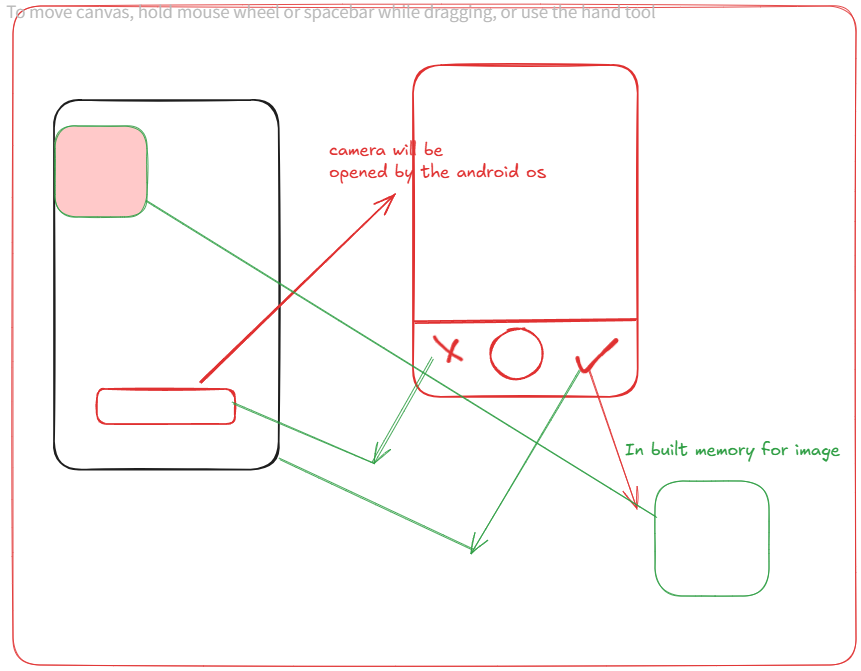 To move canvas, hold mouse wheel or spacebar while dragging, or use the hand tool
camera will be
opened by the android os
In built memory for image